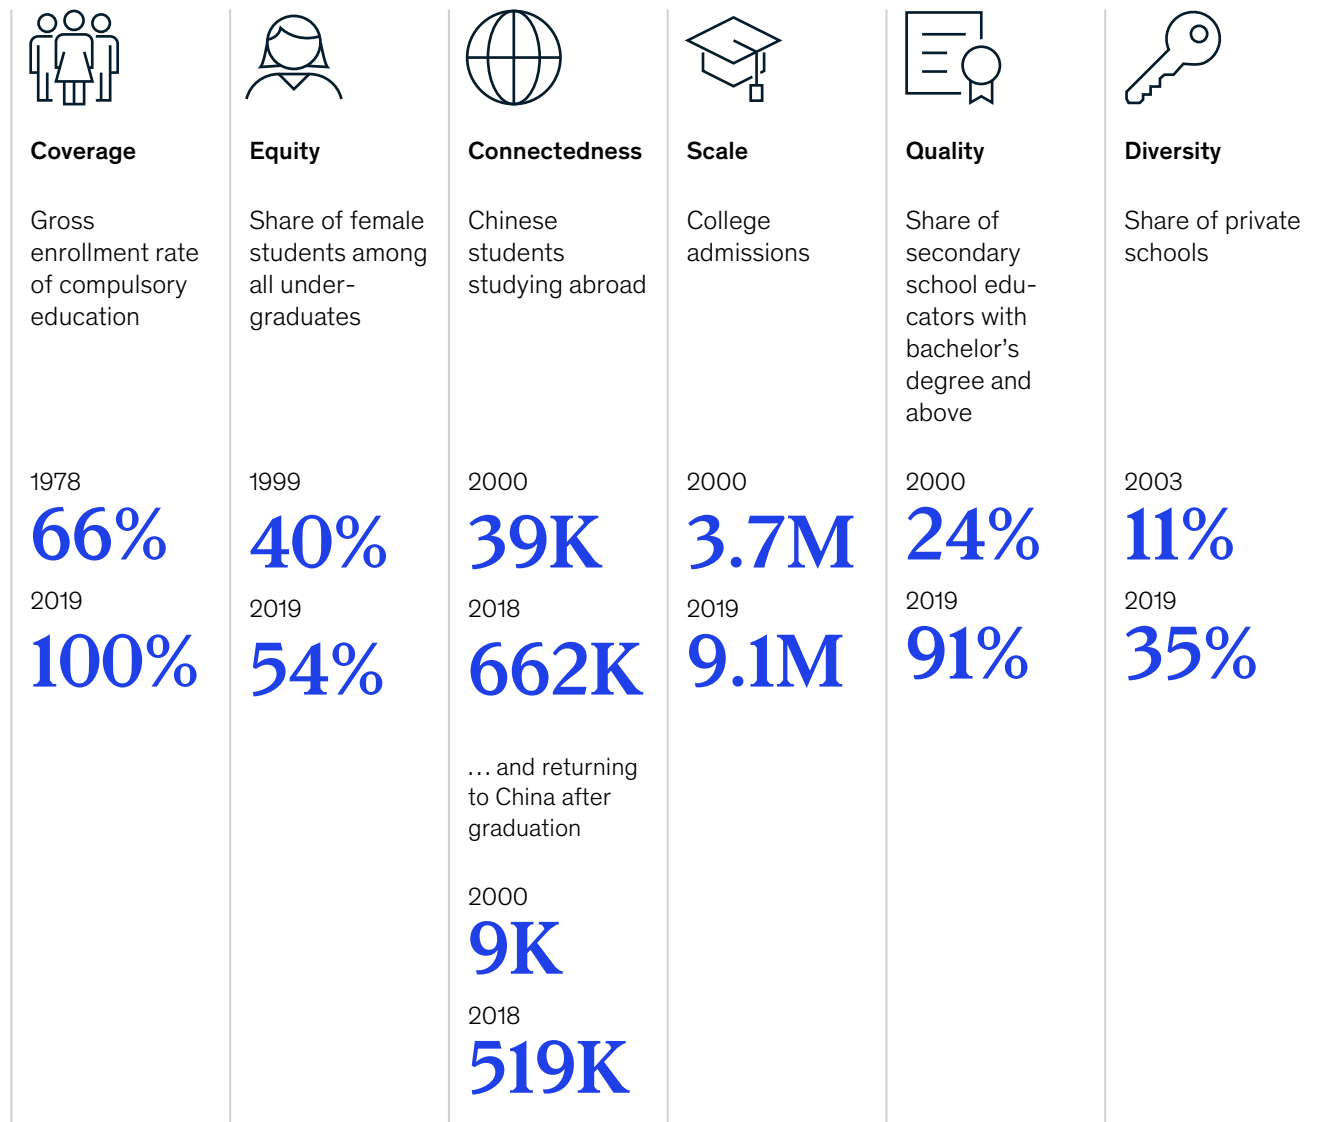 Coverage
Gross
enrollment rate
of compulsory
education
1978
66%
2019
100%
Equity
Share of female
students among
all under-
graduates
1999
40%
2019
54%
Connectedness
Chinese
students
studying abroad
2000
39K
2018
662K
... and returning
to China after
graduation
2000
9K
2018
519K
Scale
College
admissions
2000
3.7M
2019
9.1M
Quality
Share of
secondary
school edu-
cators with
bachelor’s
degree and
above
2000
24%
2019
91%
Diversity
Share of private
schools
2003
11%
2019
35%